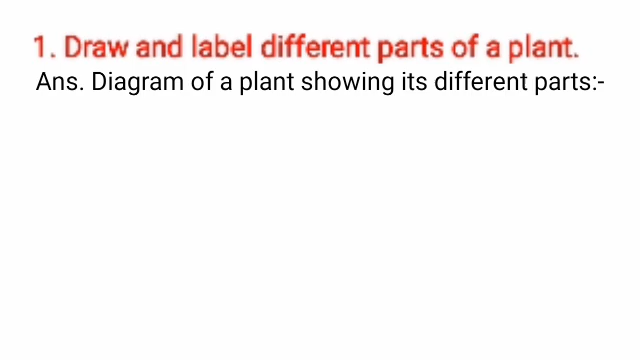 1. Draw and label different parts of a plant.
Ans. Diagram of a plant showing its different parts:-